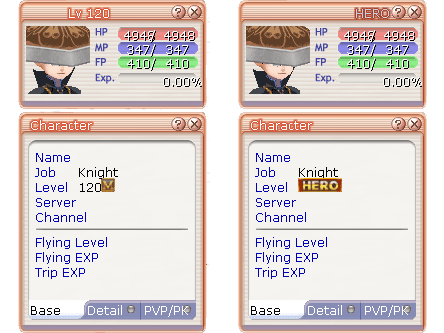 Lv 120
HP 4948/ 4948
MP 347/ 347
FP 410/ 410
Exp. 0.00%
Character
Name
Job Knight
Level 120
Server
Channel
Flying Level
Flying EXP
Trip EXP
Base Detail PVP/PK
HERO
HP 4948/ 4948
MP 347/ 347
FP 410/ 410
Exp. 0.00%
Character
Name
Job Knight
Level HERO
Server
Channel
Flying Level
Flying EXP
Trip EXP
Base Detail PVP/PK